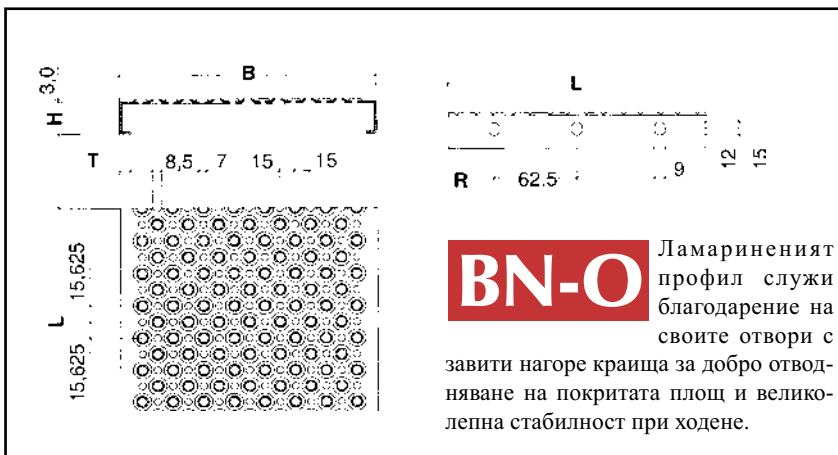 3,0
B
H
T 8,5 7 15 15
L
15,625
15,625
L
R 62.5 9
12
15
BN-O
Ламариненият
профил служи
благодарение на
своите отвори с
завити нагоре краища за добро отвод-
няване на покритата площ и велико-
лепна стабилност при ходене.